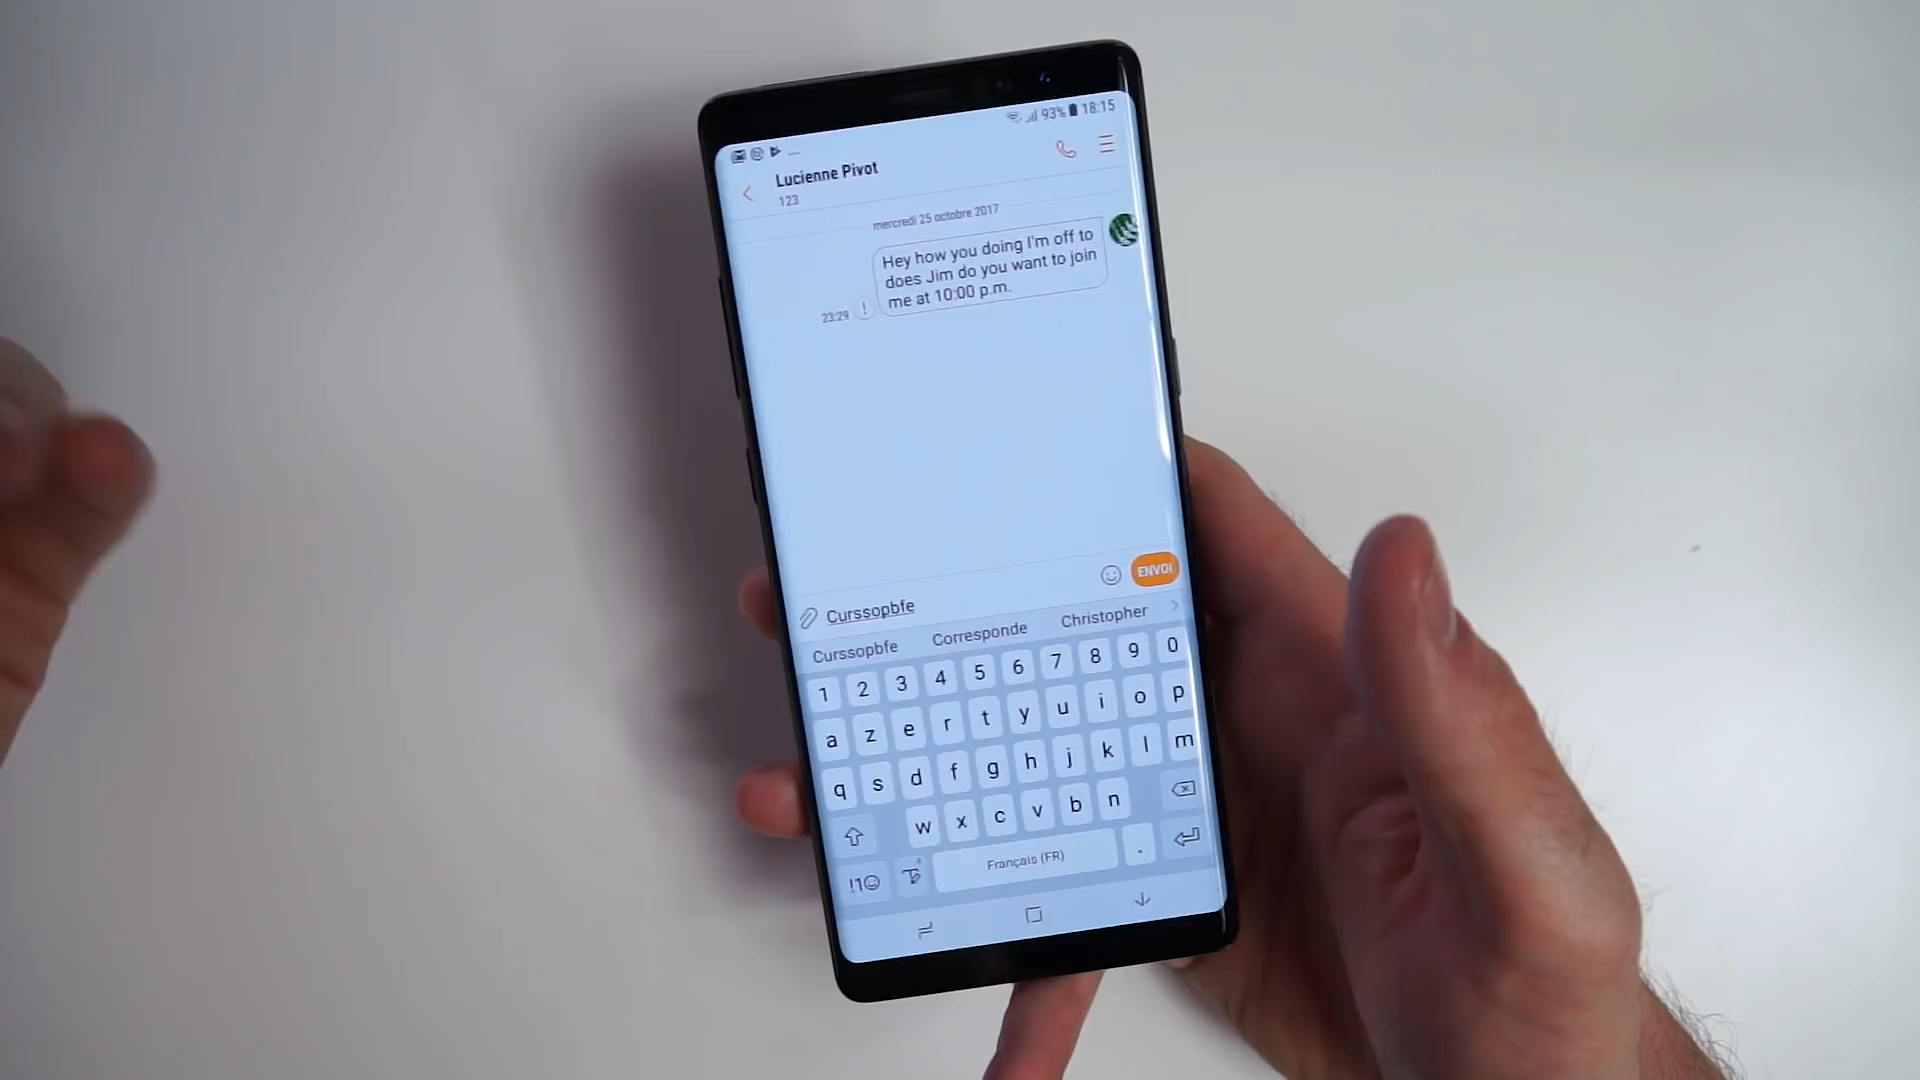 93% 18:15
Lucienne Pivot
123
mercredi 25 octobre 2017
Hey how you doing I'm off to
does Jim do you want to join
me at 10:00 p.m.
23:29 !
ENVOI
Curssopbfe
Curssopbfe Corresponde Christopher
1 2 3 4 5 6 7 8 9 0
a z e r t y u i o p
q s d f g h j k l m
w x c v b n
!1☺ Français (FR) .